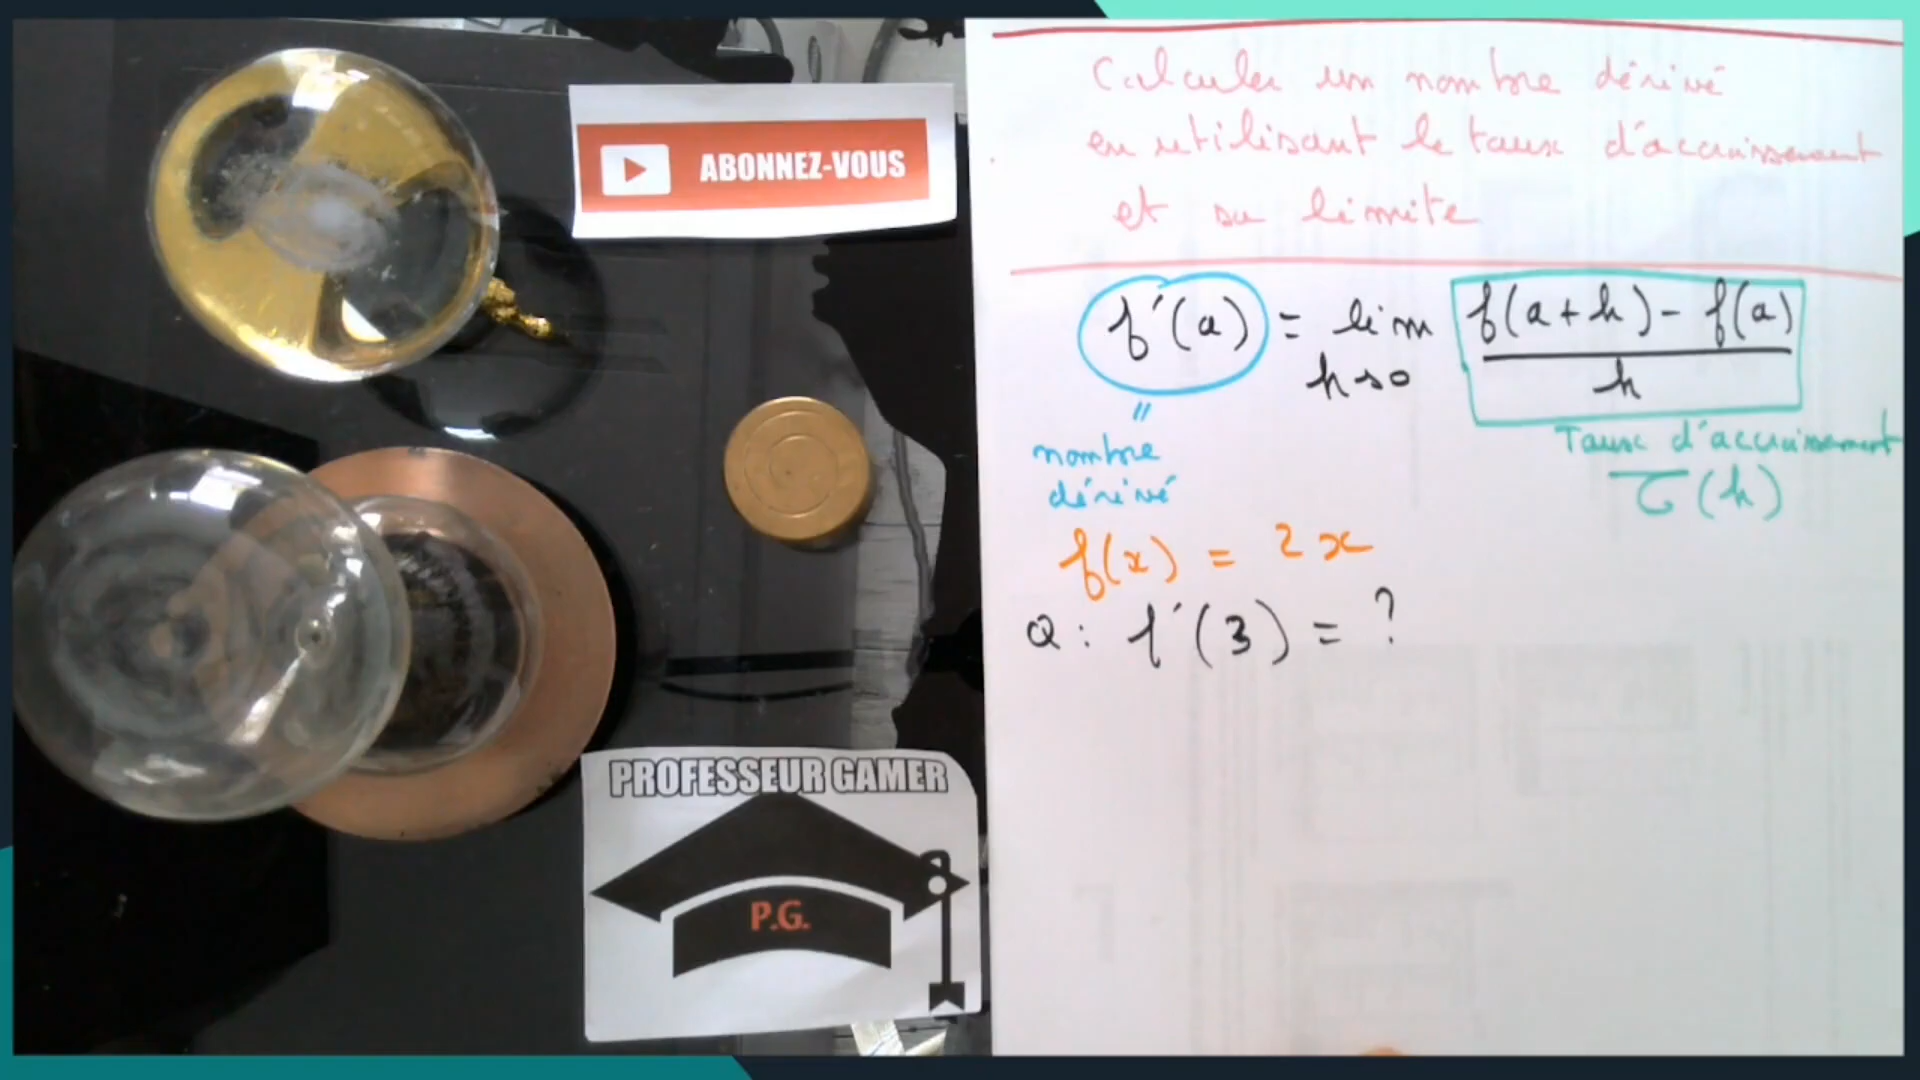 ABONNEZ-VOUS
PROFESSEUR GAMER
P.G.
Calculer un nombre dérivé
en utilisant le taux d'accroissement
et sa limite
f'(a) = lim h→0 (f(a+h) - f(a)) / h
"
nombre
dérivé
Taux d'accroissement
τ(h)
f(x) = 2x
Q : f'(3) = ?